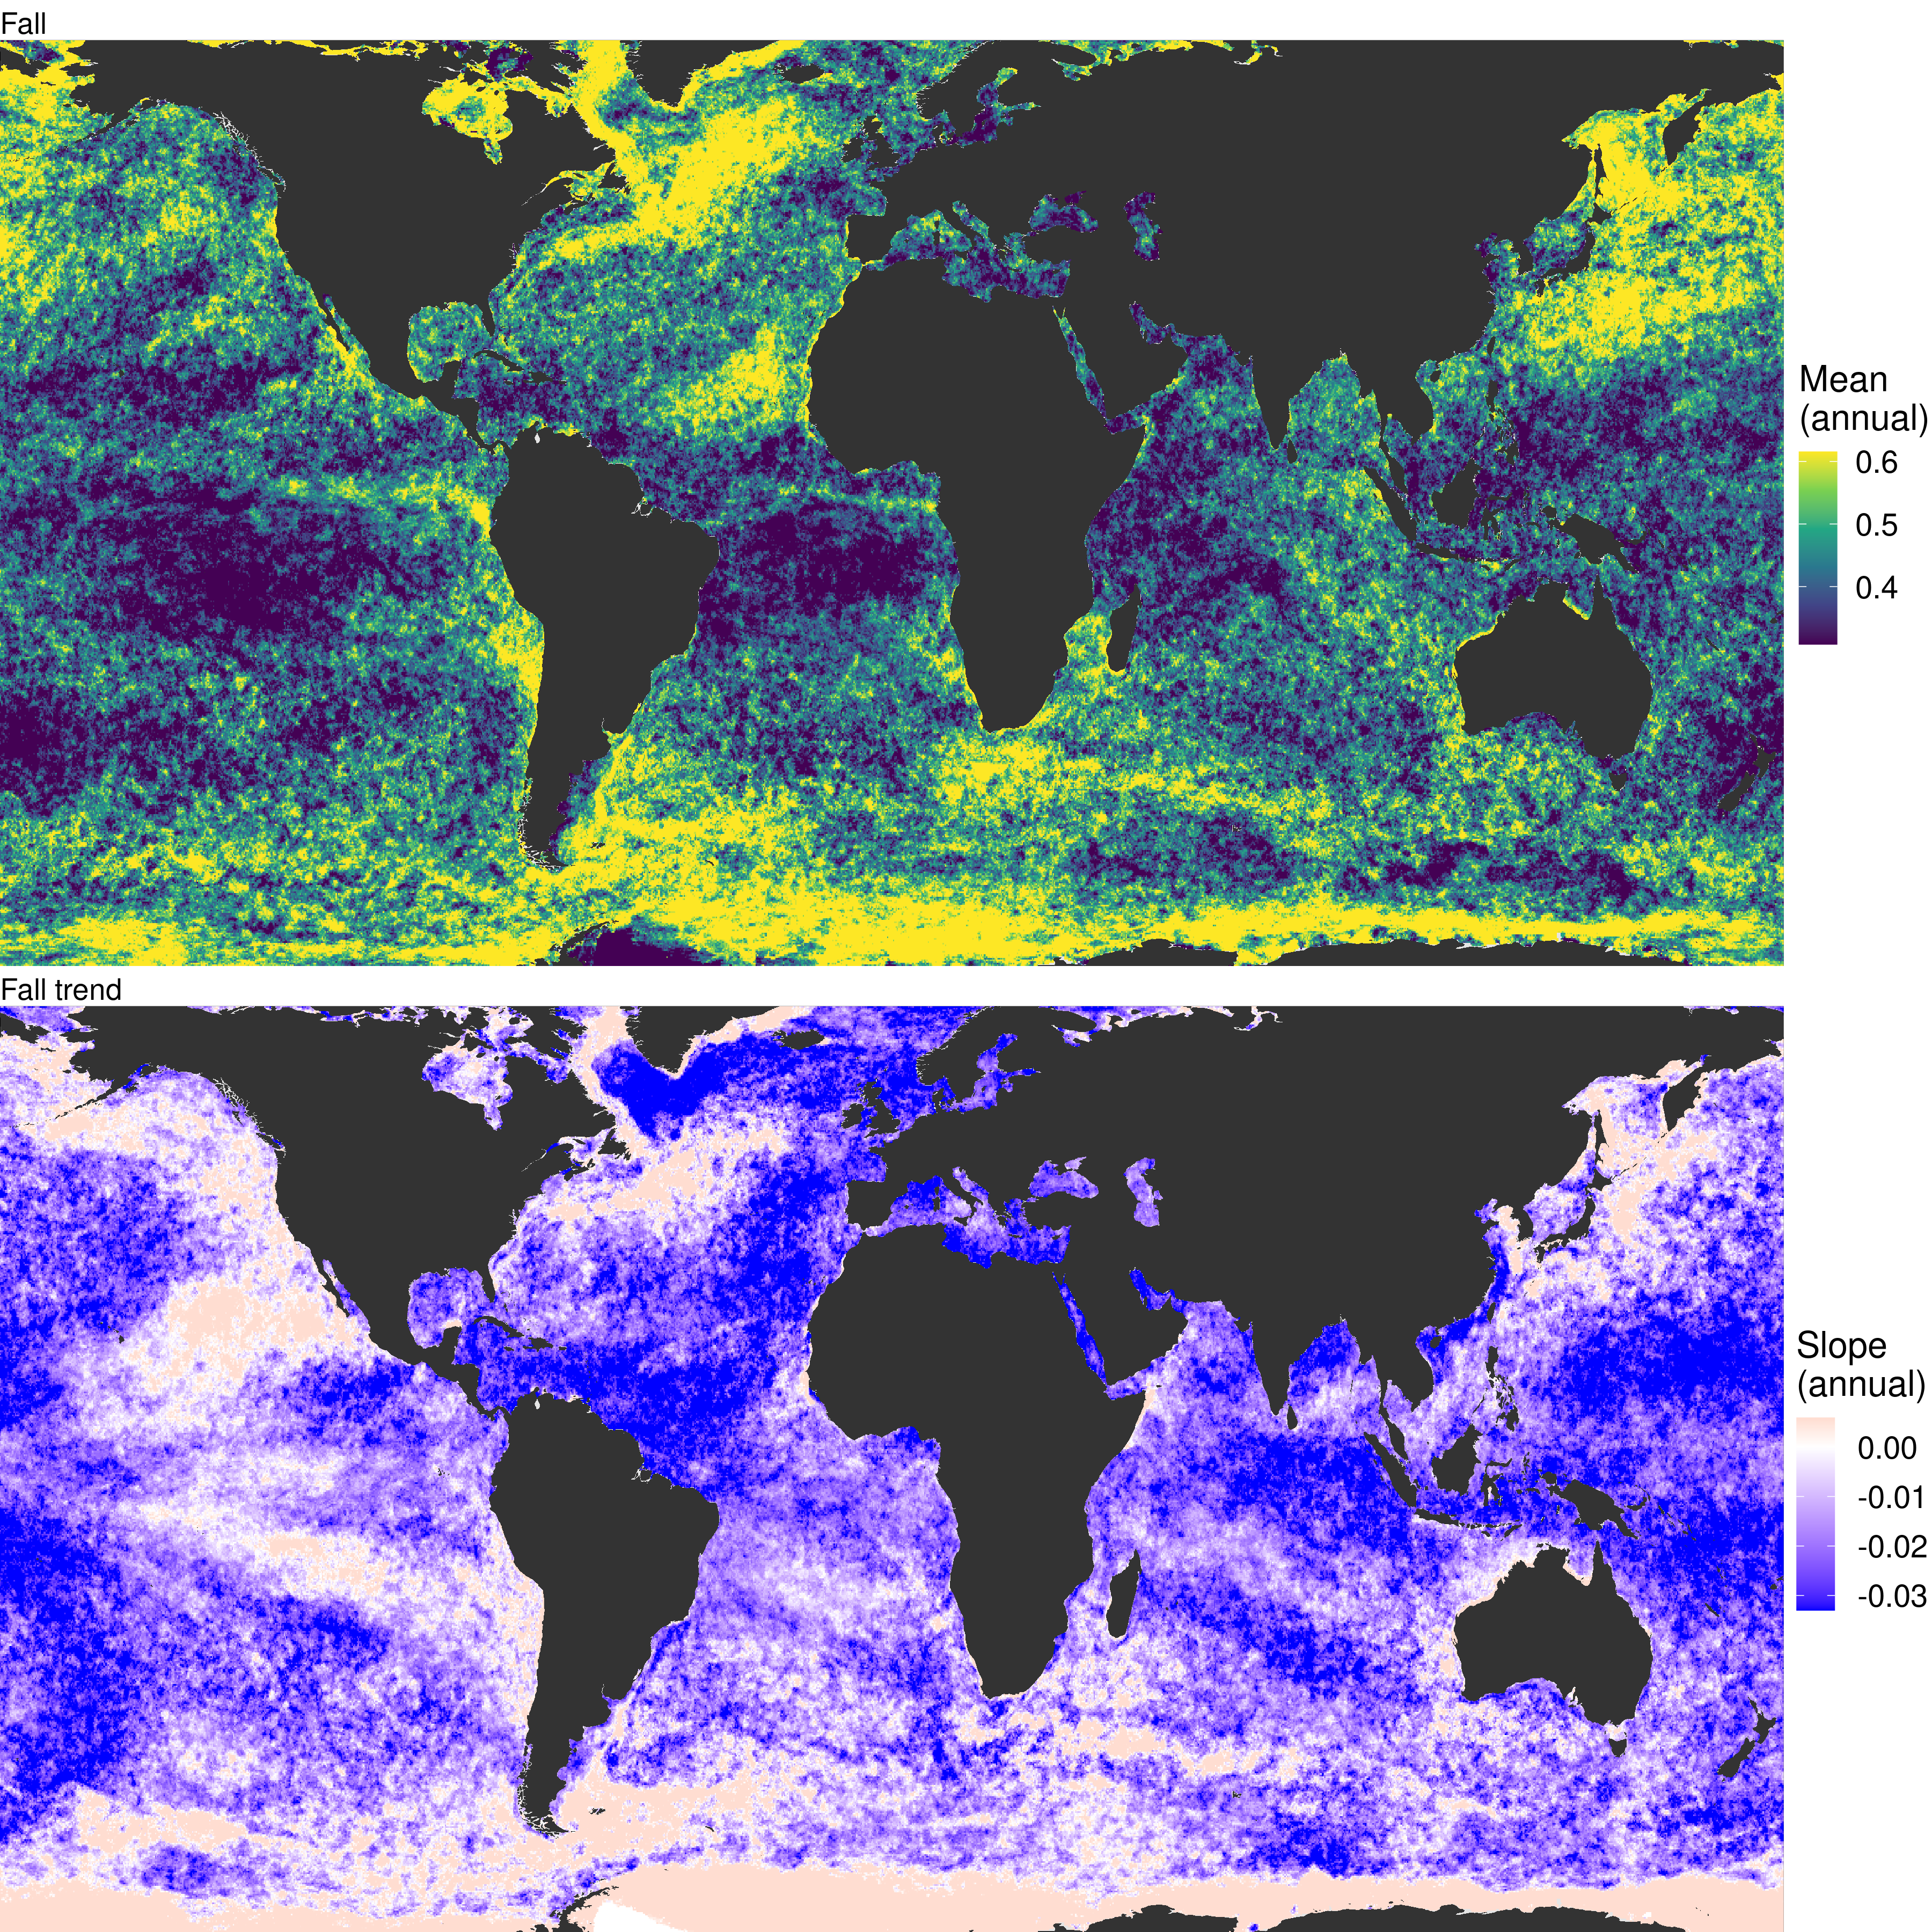 Fall
Mean
(annual)
0.6
0.5
0.4
Fall trend
Slope
(annual)
0.00
-0.01
-0.02
-0.03